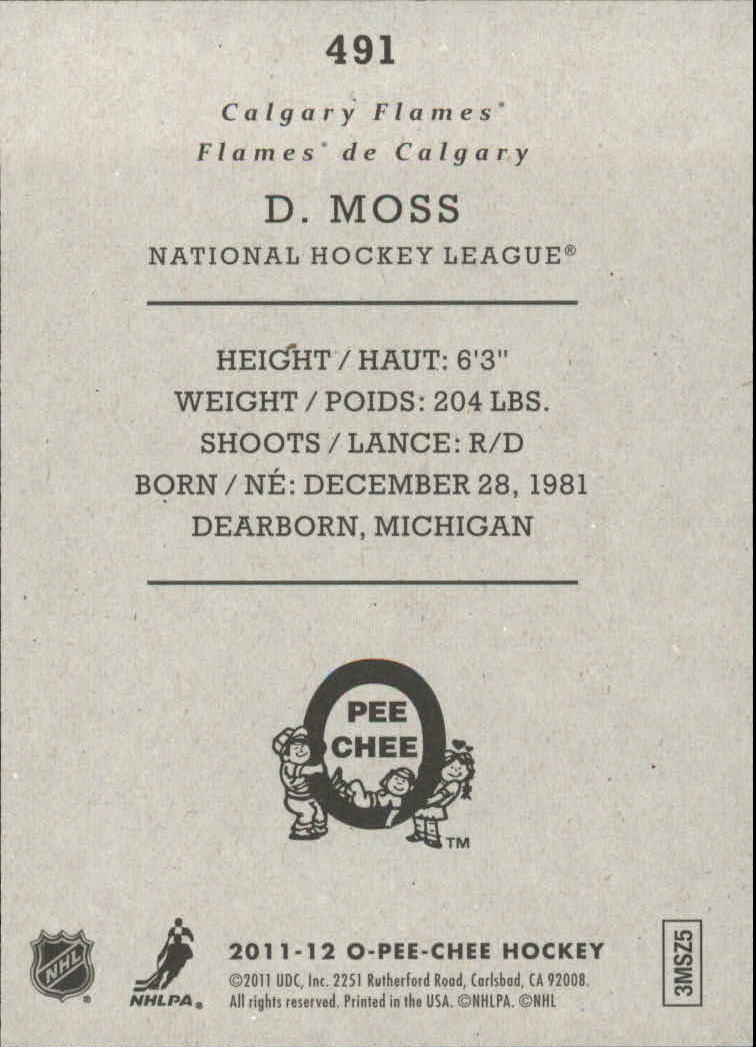 491
Calgary Flames*
Flames* de Calgary
D. MOSS
NATIONAL HOCKEY LEAGUE®
HEIGHT / HAUT: 6'3"
WEIGHT / POIDS: 204 LBS.
SHOOTS / LANCE: R/D
BORN / NÉ: DECEMBER 28, 1981
DEARBORN, MICHIGAN
PEE
CHEE
TM
NHL
NHLPA
2011-12 O-PEE-CHEE HOCKEY
©2011 UDC, Inc. 2251 Rutherford Road, Carlsbad, CA 92008.
All rights reserved. Printed in the USA. ©NHLPA. ©NHL
3MSZ5